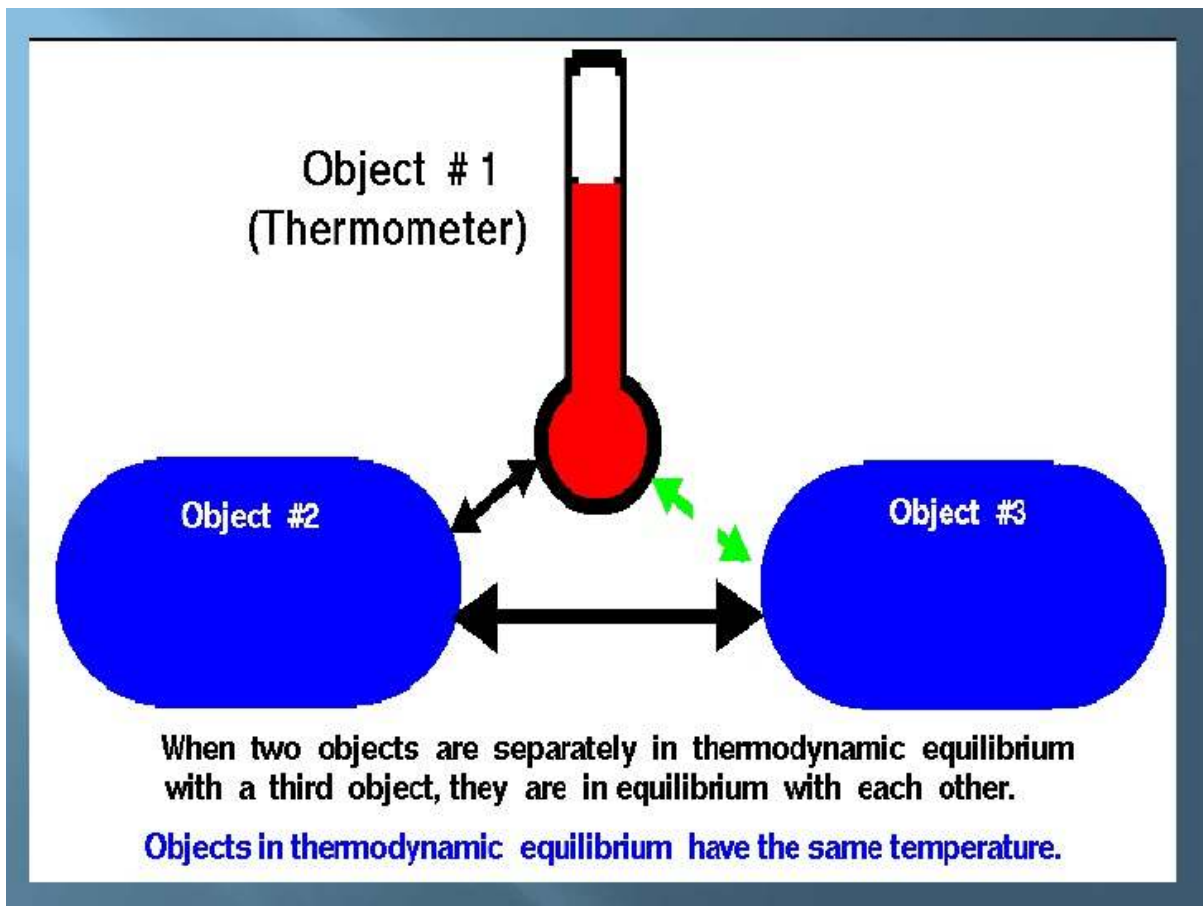 Object # 1
(Thermometer)
Object #2
Object #3
When two objects are separately in thermodynamic equilibrium
with a third object, they are in equilibrium with each other.
Objects in thermodynamic equilibrium have the same temperature.